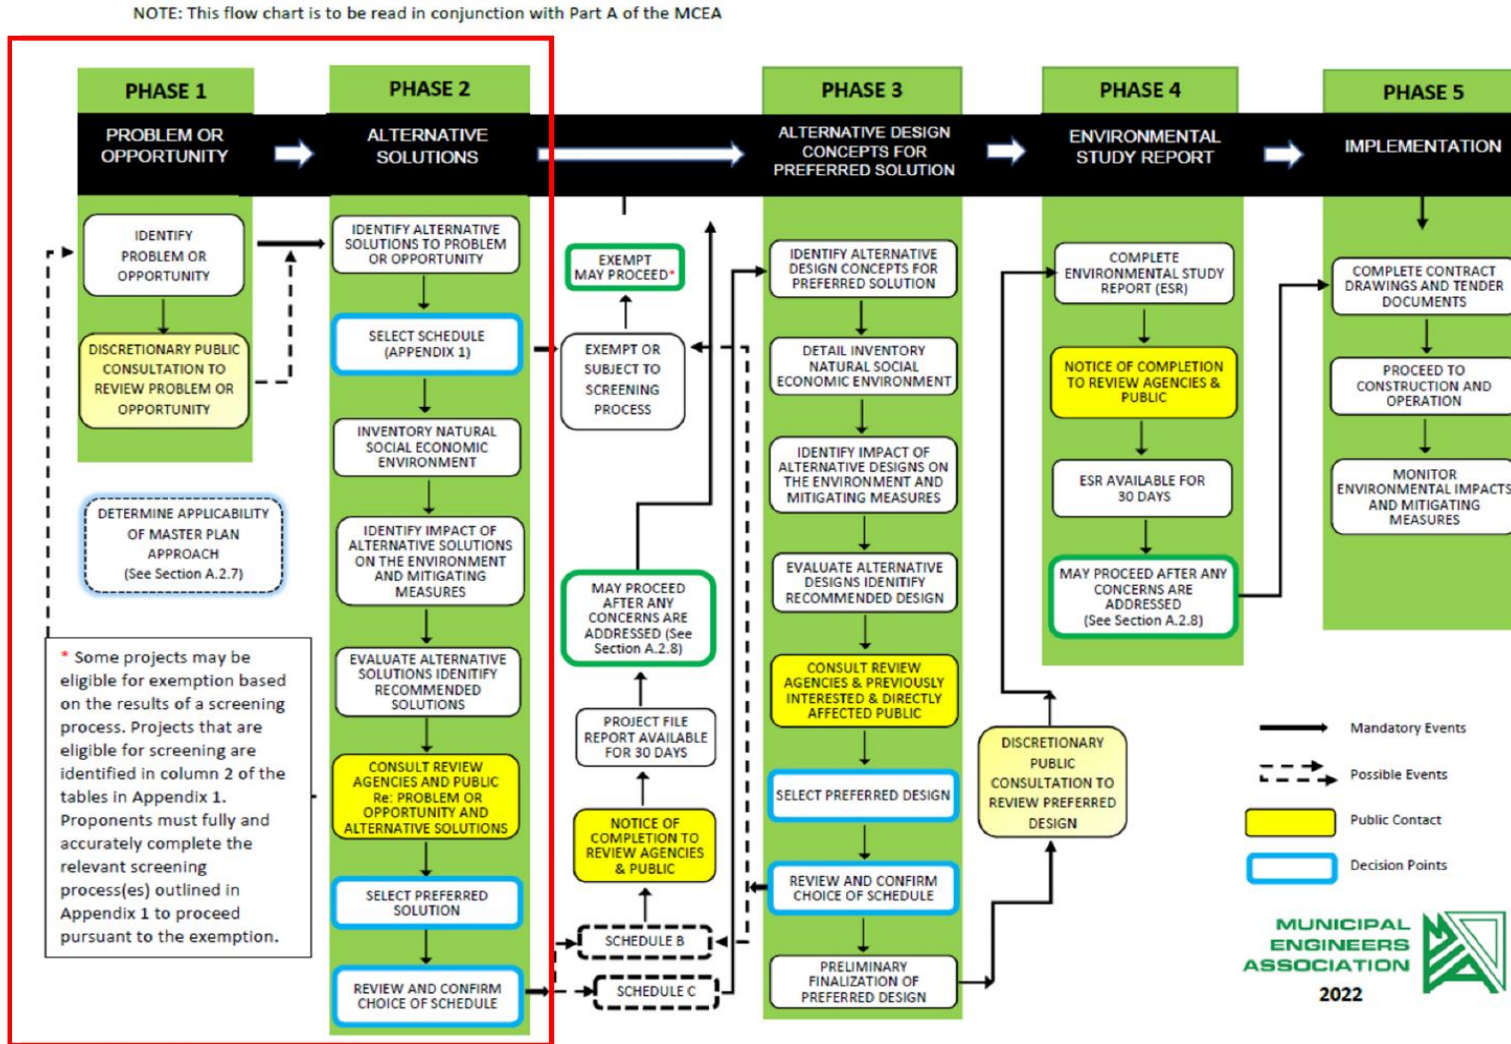 NOTE: This flow chart is to be read in conjunction with Part A of the MCEA
PHASE 1
PROBLEM OR
OPPORTUNITY
IDENTIFY
PROBLEM OR
OPPORTUNITY
DISCRETIONARY PUBLIC
CONSULTATION TO
REVIEW PROBLEM OR
OPPORTUNITY
DETERMINE APPLICABILITY
OF MASTER PLAN
APPROACH
(See Section A.2.7)
* Some projects may be
eligible for exemption based
on the results of a screening
process. Projects that are
eligible for screening are
identified in column 2 of the
tables in Appendix 1.
Proponents must fully and
accurately complete the
relevant screening
process(es) outlined in
Appendix 1 to proceed
pursuant to the exemption.
PHASE 2
ALTERNATIVE
SOLUTIONS
IDENTIFY ALTERNATIVE
SOLUTIONS TO PROBLEM
OR OPPORTUNITY
SELECT SCHEDULE
(APPENDIX 1)
INVENTORY NATURAL
SOCIAL ECONOMIC
ENVIRONMENT
IDENTIFY IMPACT OF
ALTERNATIVE SOLUTIONS
ON THE ENVIRONMENT
AND MITIGATING
MEASURES
EVALUATE ALTERNATIVE
SOLUTIONS IDENITIFY
RECOMMENDED
SOLUTIONS
CONSULT REVIEW
AGENCIES AND PUBLIC
Re: PROBLEM OR
OPPORTUNITY AND
ALTERNATIVE SOLUTIONS
SELECT PREFERRED
SOLUTION
REVIEW AND CONFIRM
CHOICE OF SCHEDULE
EXEMPT
MAY PROCEED*
EXEMPT OR
SUBJECT TO
SCREENING
PROCESS
MAY PROCEED
AFTER ANY
CONCERNS ARE
ADDRESSED (See
Section A.2.8)
PROJECT FILE
REPORT AVAILABLE
FOR 30 DAYS
NOTICE OF
COMPLETION TO
REVIEW AGENCIES
& PUBLIC
SCHEDULE B
SCHEDULE C
PHASE 3
ALTERNATIVE DESIGN
CONCEPTS FOR
PREFERRED SOLUTION
IDENTIFY ALTERNATIVE
DESIGN CONCEPTS FOR
PREFERRED SOLUTION
DETAIL INVENTORY
NATURAL SOCIAL
ECONOMIC ENVIRONMENT
IDENTIFY IMPACT OF
ALTERNATIVE DESIGNS ON
THE ENVIRONMENT AND
MITIGATING MEASURES
EVALUATE ALTERNATIVE
DESIGNS IDEITIFY
RECOMMENDED DESIGN
CONSULT REVIEW
AGENCIES & PREVIOUSLY
INTERESTED & DIRECTLY
AFFECTED PUBLIC
SELECT PREFERRED DESIGN
REVIEW AND CONFIRM
CHOICE OF SCHEDULE
PRELIMINARY
FINALIZATION OF
PREFERRED DESIGN
PHASE 4
ENVIRONMENTAL
STUDY REPORT
COMPLETE
ENVIRONMENTAL STUDY
REPORT (ESR)
NOTICE OF COMPLETION
TO REVIEW AGENCIES &
PUBLIC
ESR AVAILABLE FOR
30 DAYS
MAY PROCEED AFTER ANY
CONCERNS ARE
ADDRESSED
(See Section A.2.8)
DISCRETIONARY
PUBLIC
CONSULTATION TO
REVIEW PREFERRED
DESIGN
PHASE 5
IMPLEMENTATION
COMPLETE CONTRACT
DRAWINGS AND TENDER
DOCUMENTS
PROCEED TO
CONSTRUCTION AND
OPERATION
MONITOR
ENVIRONMENTAL IMPACTS
AND MITIGATING
MEASURES
Mandatory Events
Possible Events
Public Contact
Decision Points
MUNICIPAL
ENGINEERS
ASSOCIATION
2022